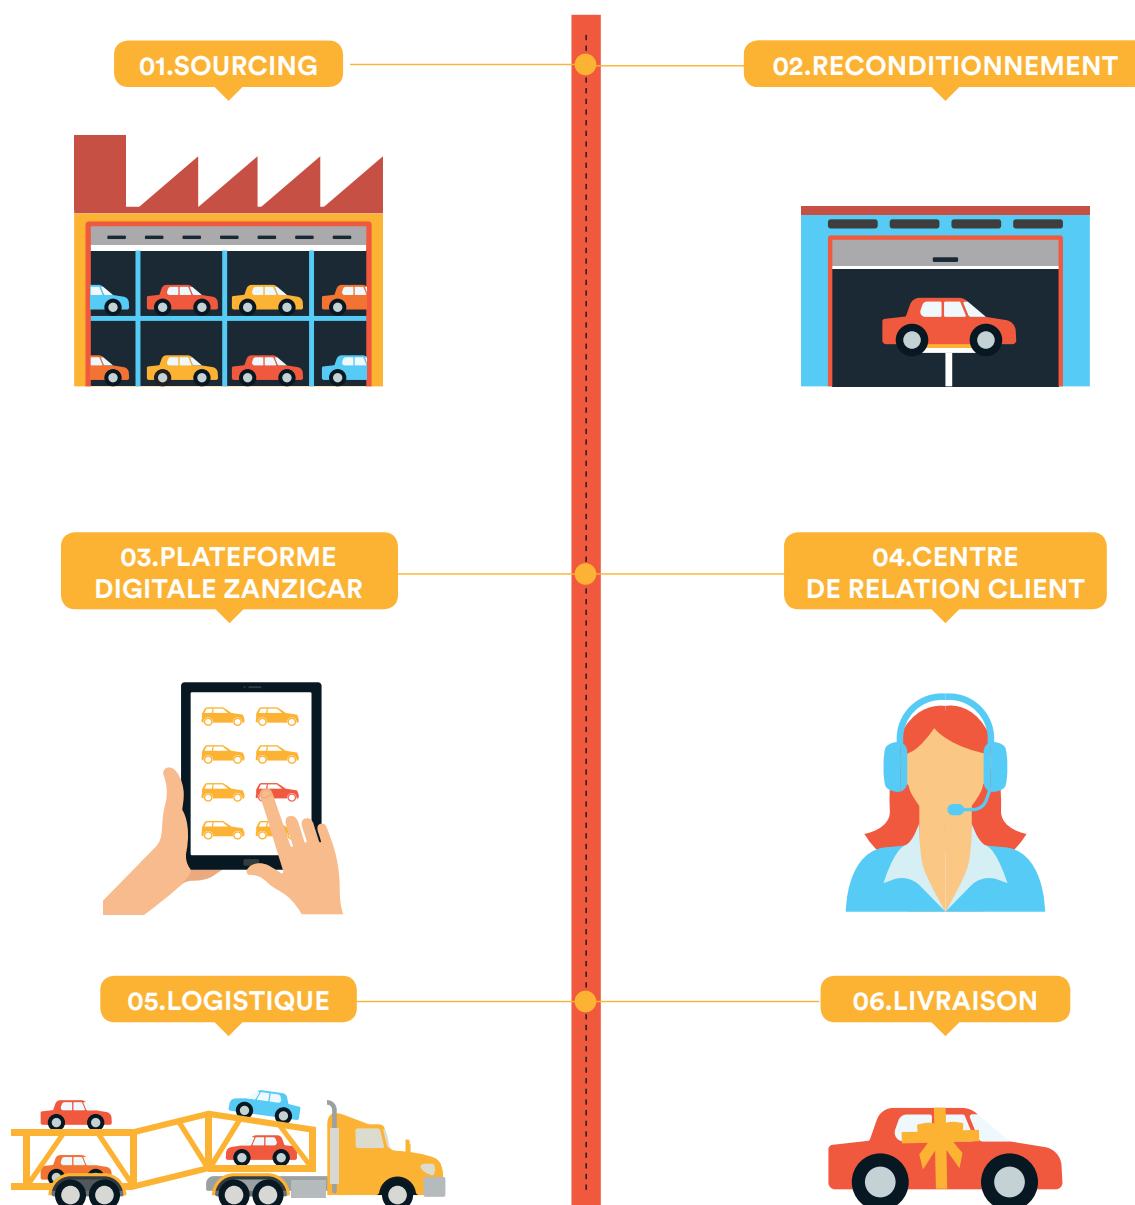 01.SOURCING
02.RECONDITIONNEMENT
03.PLATEFORME
DIGITALE ZANZICAR
04.CENTRE
DE RELATION CLIENT
05.LOGISTIQUE
06.LIVRAISON